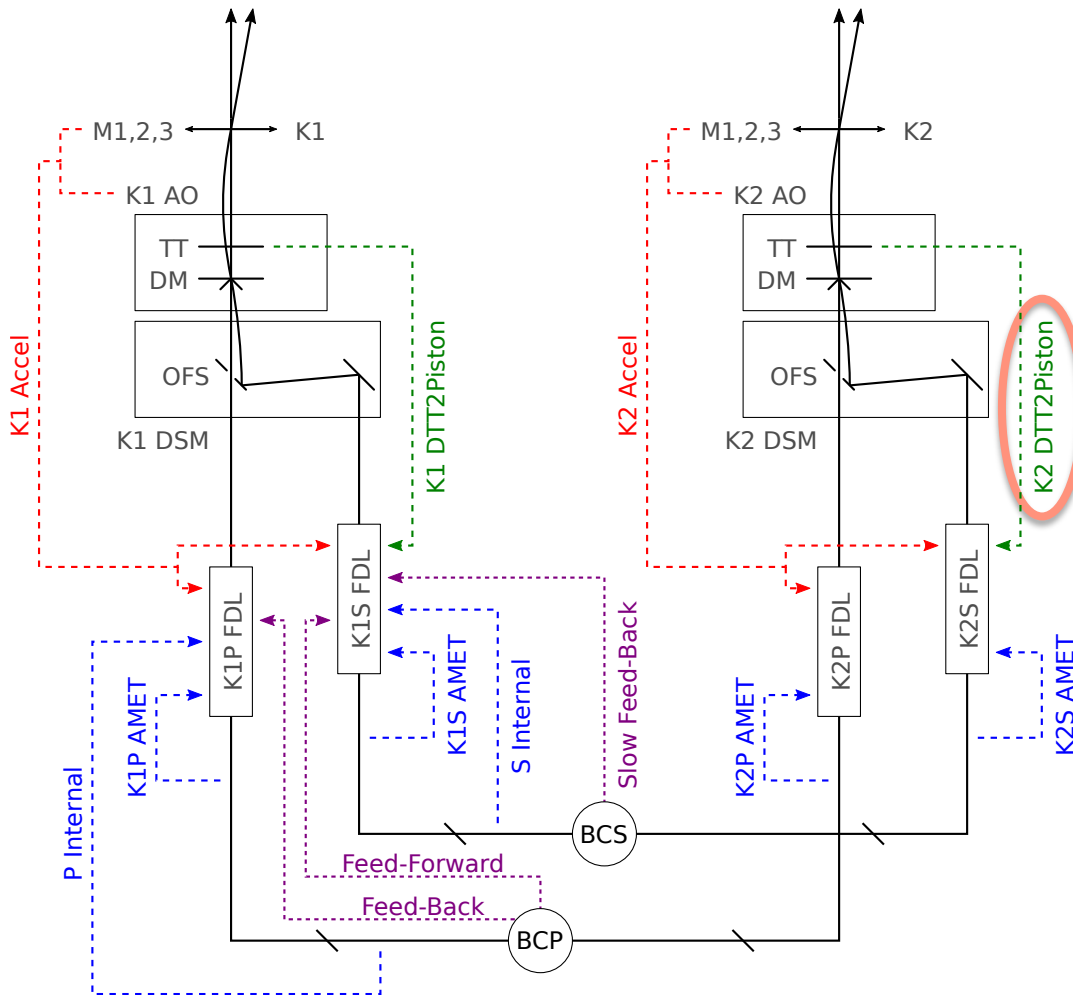 M1,2,3
K1
M1,2,3
K2
K1 AO
K2 AO
TT
DM
TT
DM
OFS
OFS
K1 DSM
K2 DSM
K1 Accel
K1 DTT2Piston
K2 Accel
K2 DTT2Piston
K1P FDL
K1S FDL
K2P FDL
K2S FDL
K1P AMET
K1S AMET
S Internal
Slow Feed-Back
K2P AMET
K2S AMET
P Internal
BCS
Feed-Forward
Feed-Back
BCP